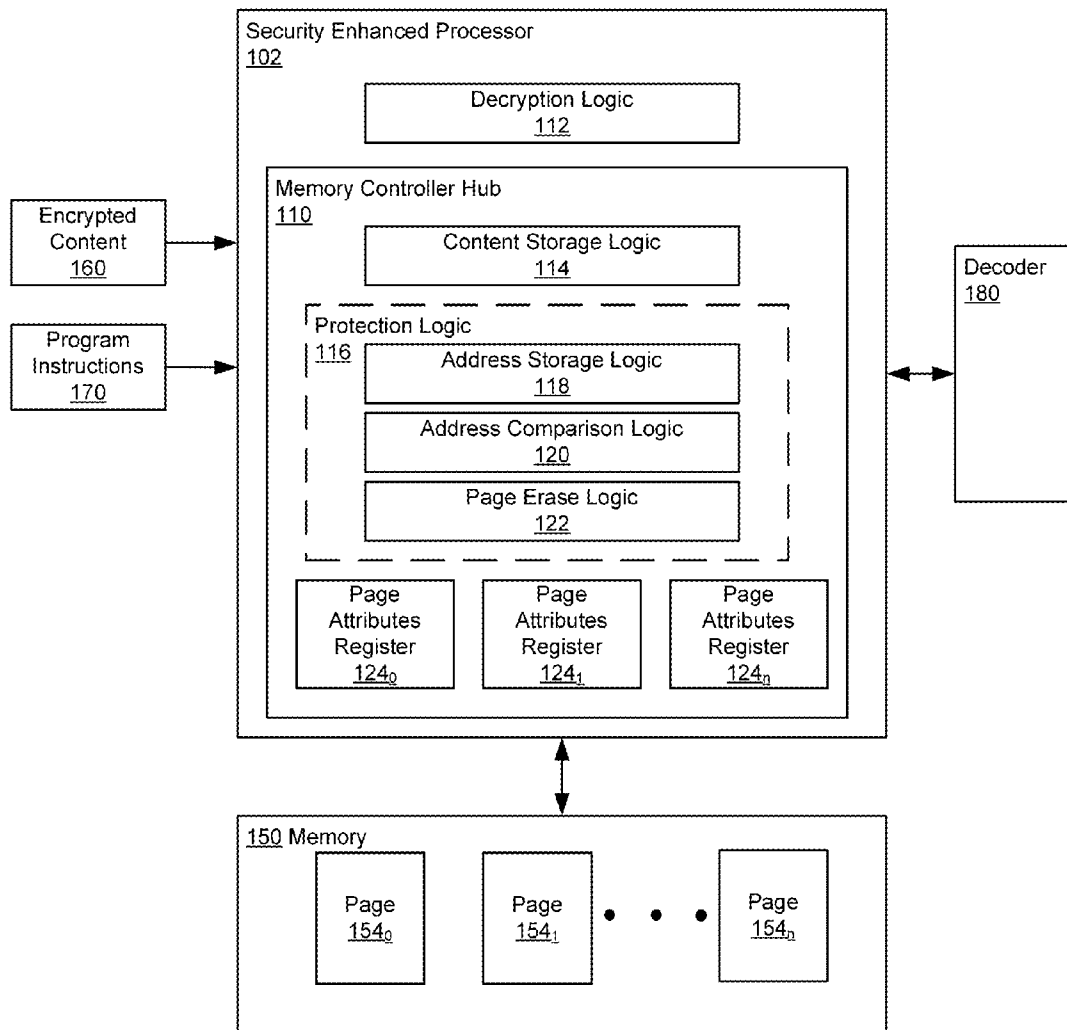 Security Enhanced Processor
102
Decryption Logic
112
Memory Controller Hub
110
Content Storage Logic
114
Protection Logic
116
Address Storage Logic
118
Address Comparison Logic
120
Page Erase Logic
122
Page
Attributes
Register
124₀
Page
Attributes
Register
124₁
Page
Attributes
Register
124ₙ
Encrypted
Content
160
Program
Instructions
170
Decoder
180
150 Memory
Page
154₀
Page
154₁
Page
154ₙ